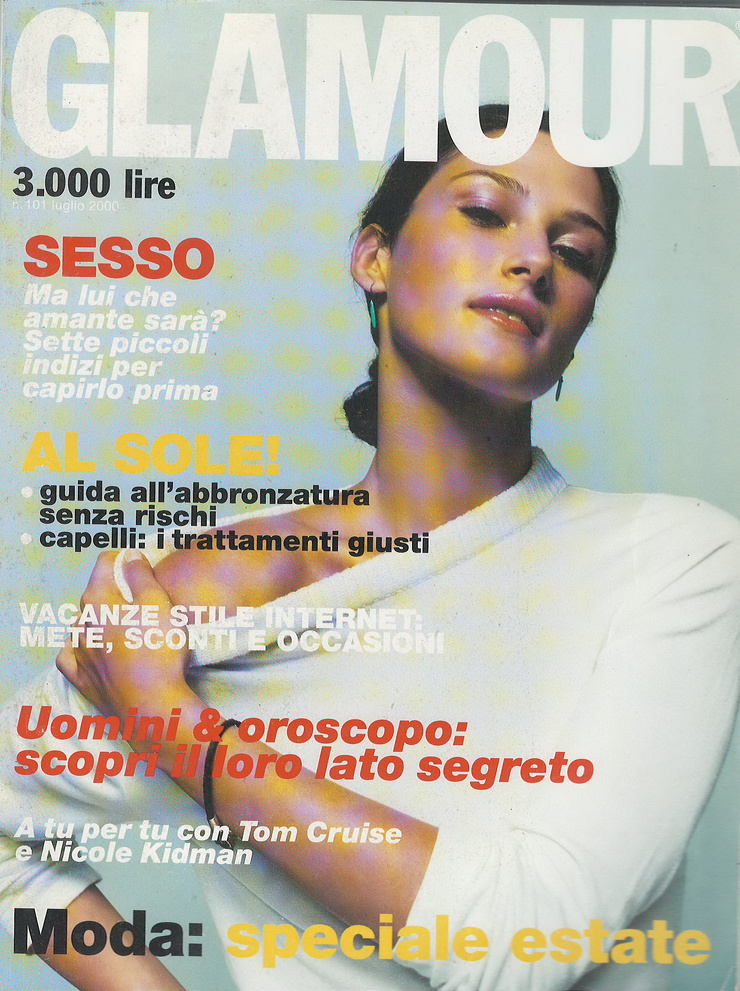 GLAMOUR
3.000 lire
n. 101 luglio 2000
SESSO
Ma lui che
amante sarà?
Sette piccoli
indizi per
capirlo prima
AL SOLE!
• guida all'abbronzatura
senza rischi
• capelli: i trattamenti giusti
VACANZE STILE INTERNET:
METE, SCONTI E OCCASIONI
Uomini & oroscopo:
scopri il loro lato segreto
A tu per tu con Tom Cruise
e Nicole Kidman
Moda: speciale estate